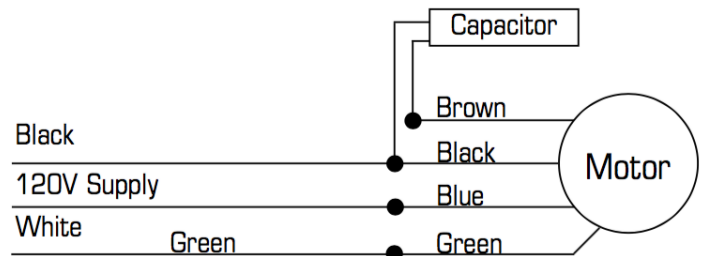 Capacitor
Brown
Black
Black
Motor
120V Supply
Blue
White
Green
Green